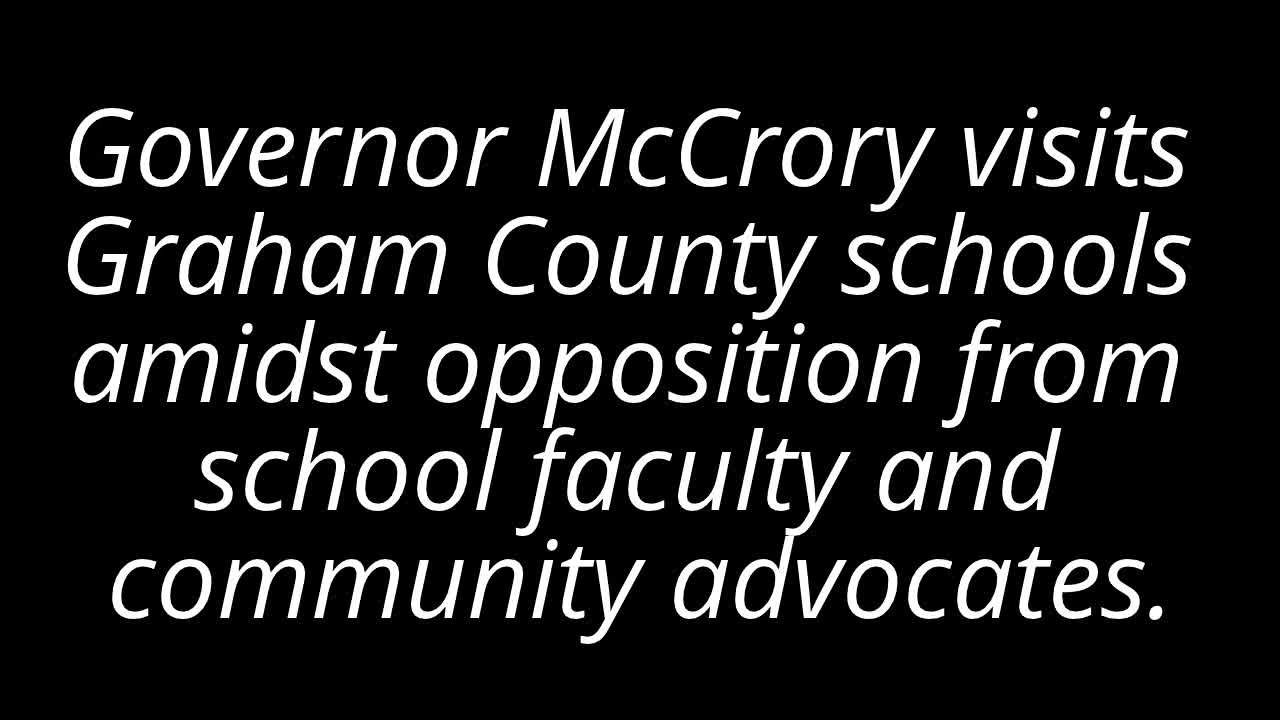 Governor McCrory visits
Graham County schools
amidst opposition from
school faculty and
community advocates.